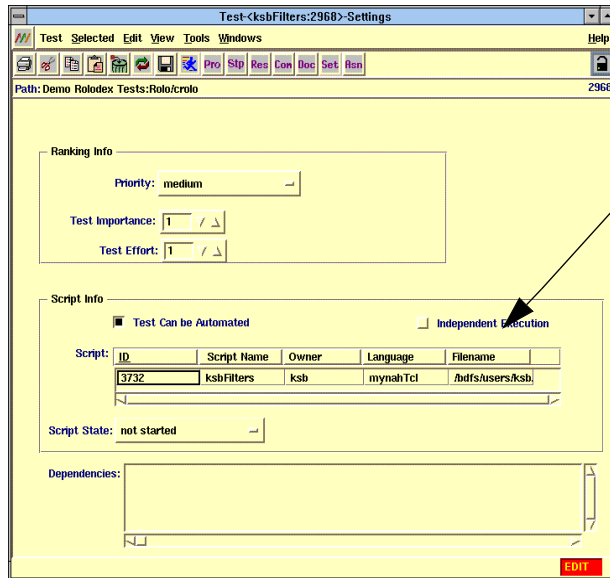 Test-<ksbFilters:2968>-Settings
Test Selected Edit View Tools Windows Help
Pro Stp Res Com Doc Set Rsn
Path: Demo Rolodex Tests:Rolo/crolo 2968
Ranking Info
Priority: medium
Test Importance: 1
Test Effort: 1
Script Info
Test Can be Automated Independent Execution
Script: ID Script Name Owner Language Filename
3732 ksbFilters ksb mynahTcl /bdfs/users/ksb.
Script State: not started
Dependencies:
EDIT